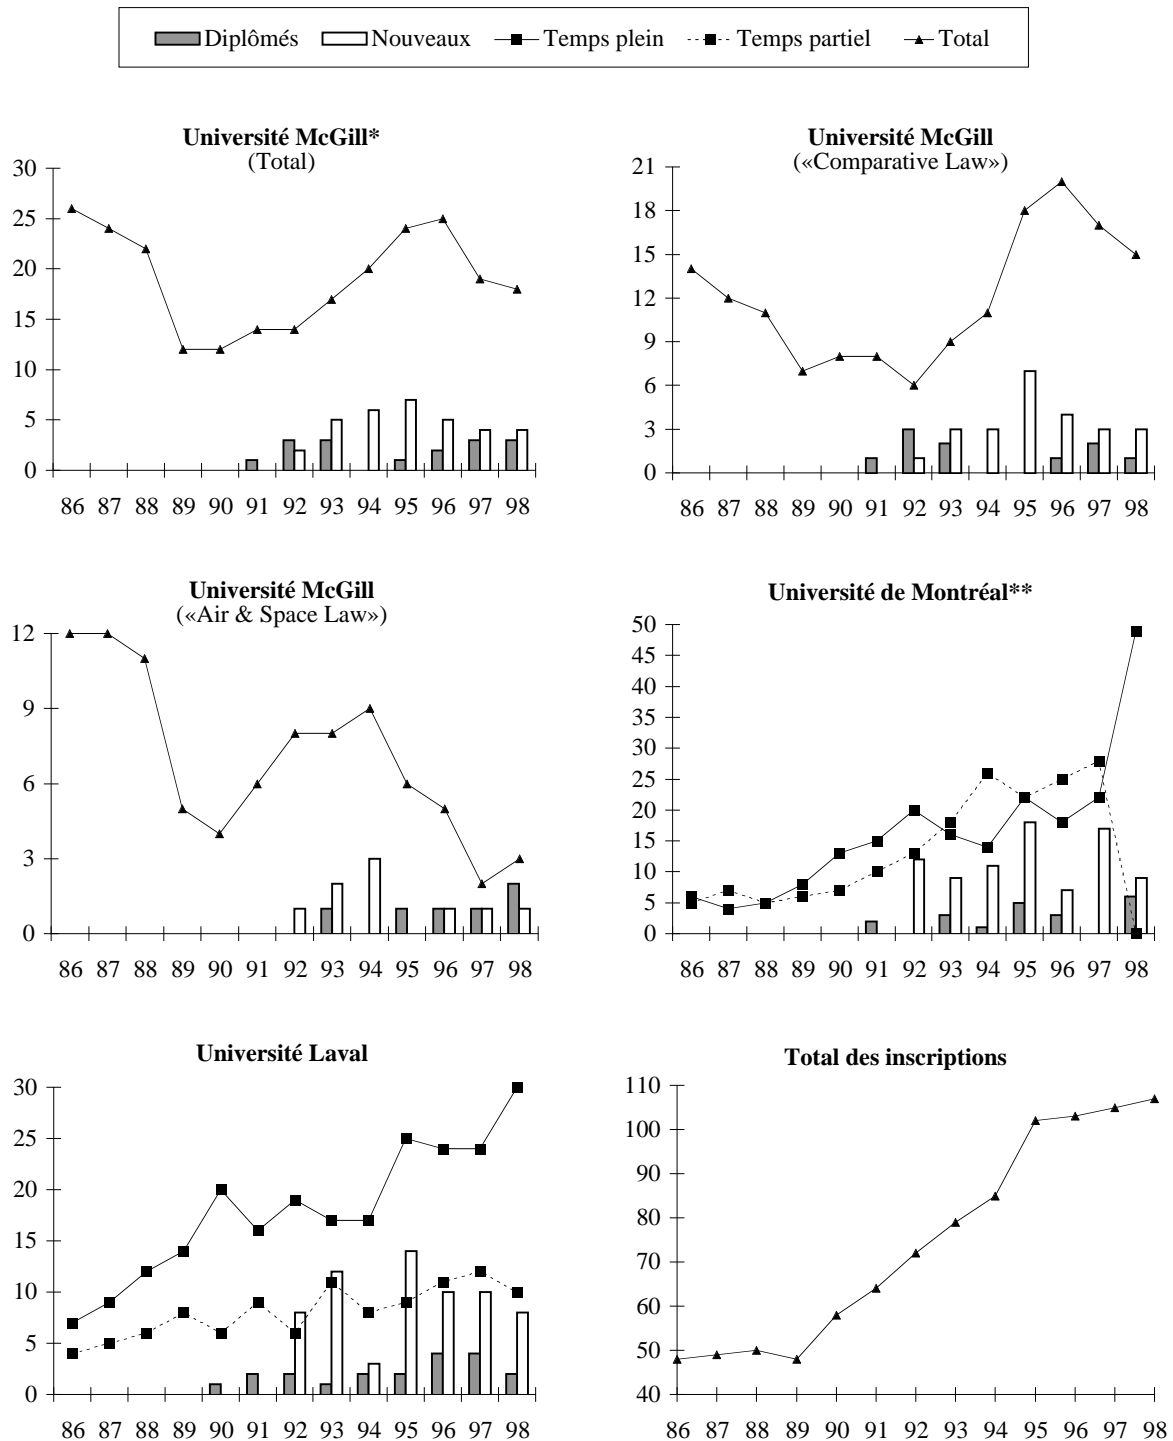 Diplômés Nouveaux Temps plein Temps partiel Total
Université McGill*
(Total)
30
25
20
15
10
5
0
86 87 88 89 90 91 92 93 94 95 96 97 98
Université McGill
(«Comparative Law»)
21
18
15
12
9
6
3
0
86 87 88 89 90 91 92 93 94 95 96 97 98
Université McGill
(«Air & Space Law»)
12
9
6
3
0
86 87 88 89 90 91 92 93 94 95 96 97 98
Université de Montréal**
50
45
40
35
30
25
20
15
10
5
0
86 87 88 89 90 91 92 93 94 95 96 97 98
Université Laval
30
25
20
15
10
5
0
86 87 88 89 90 91 92 93 94 95 96 97 98
Total des inscriptions
110
100
90
80
70
60
50
40
86 87 88 89 90 91 92 93 94 95 96 97 98